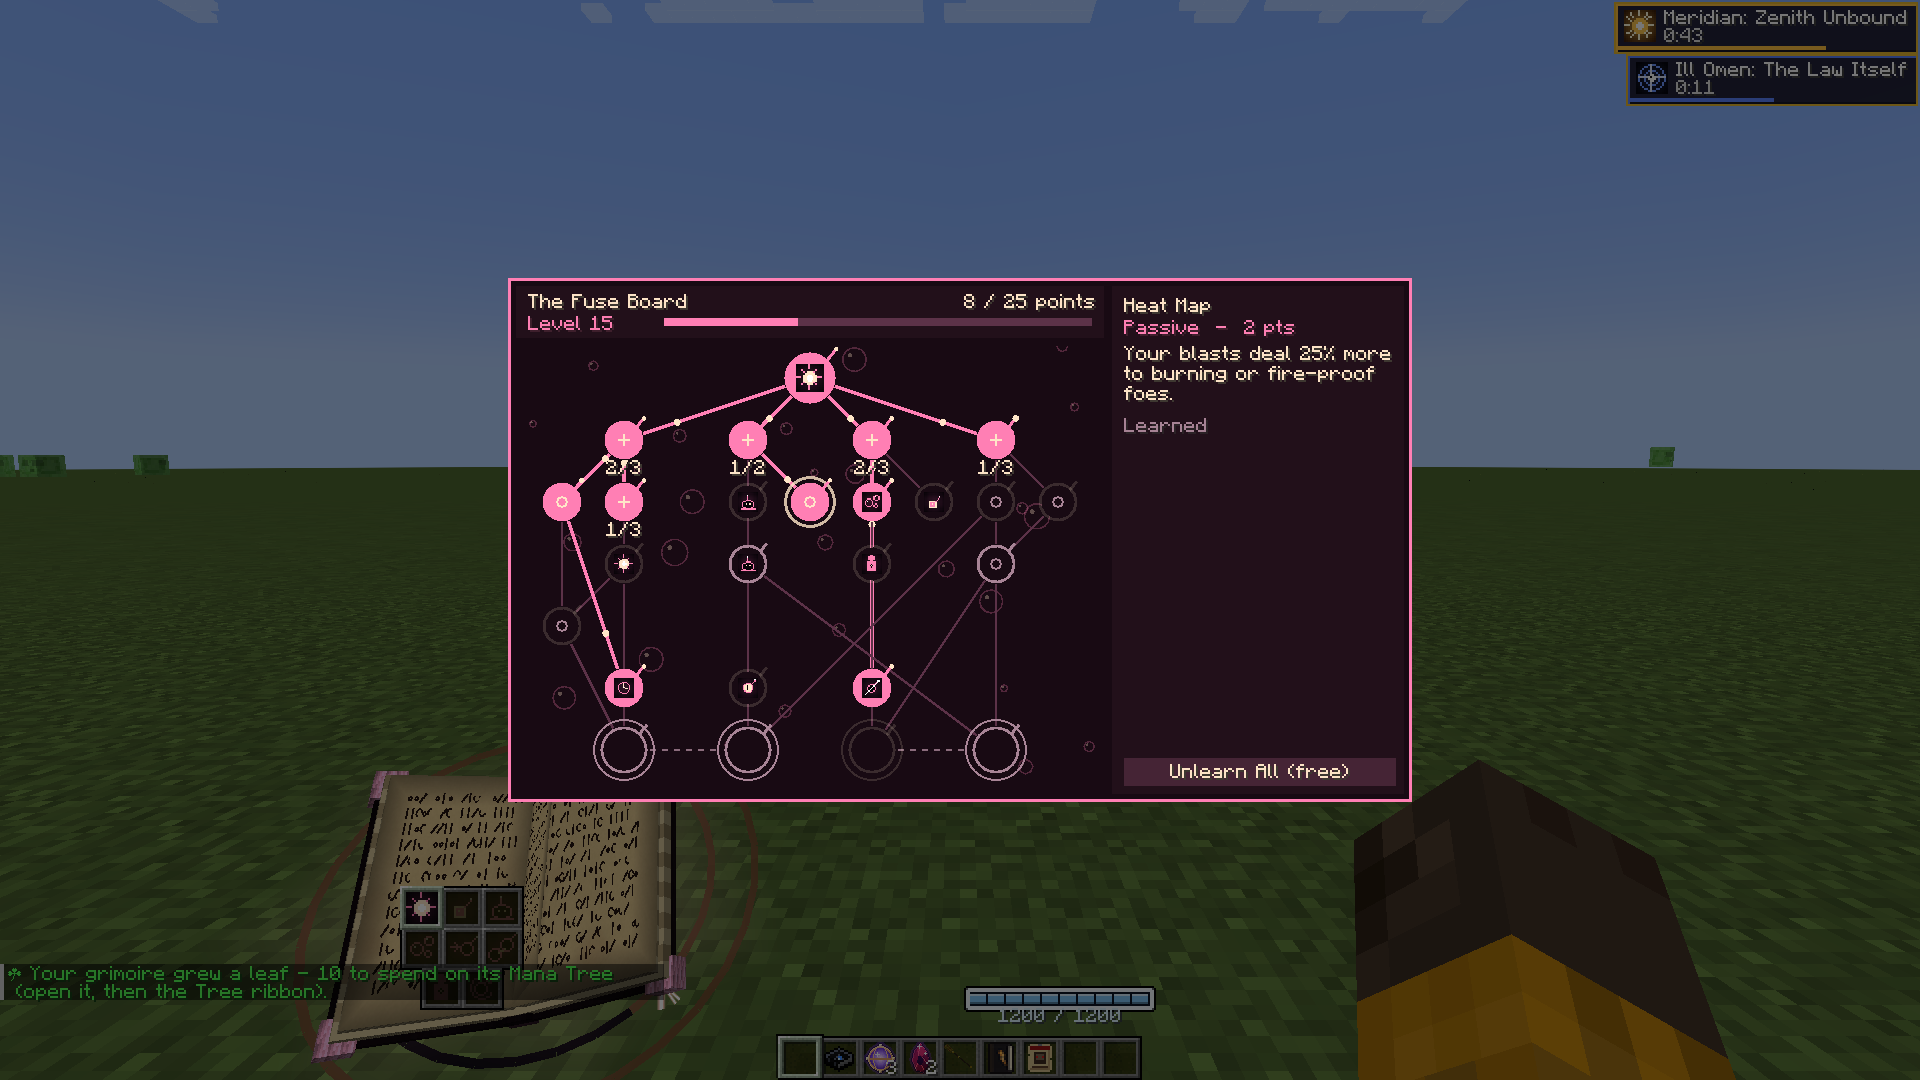 Meridian: Zenith Unbound
0:43
Ill Omen: The Law Itself
0:11
The Fuse Board
8 / 25 points
Level 15
Heat Map
Passive - 2 pts
Your blasts deal 25% more
to burning or fire-proof
foes.
Learned
2/3
1/2
2/3
1/3
1/3
Unlearn All (free)
Your grimoire grew a leaf - 10 to spend on its Mana Tree
(open it, then the Tree ribbon).
1200 / 1200
3
2